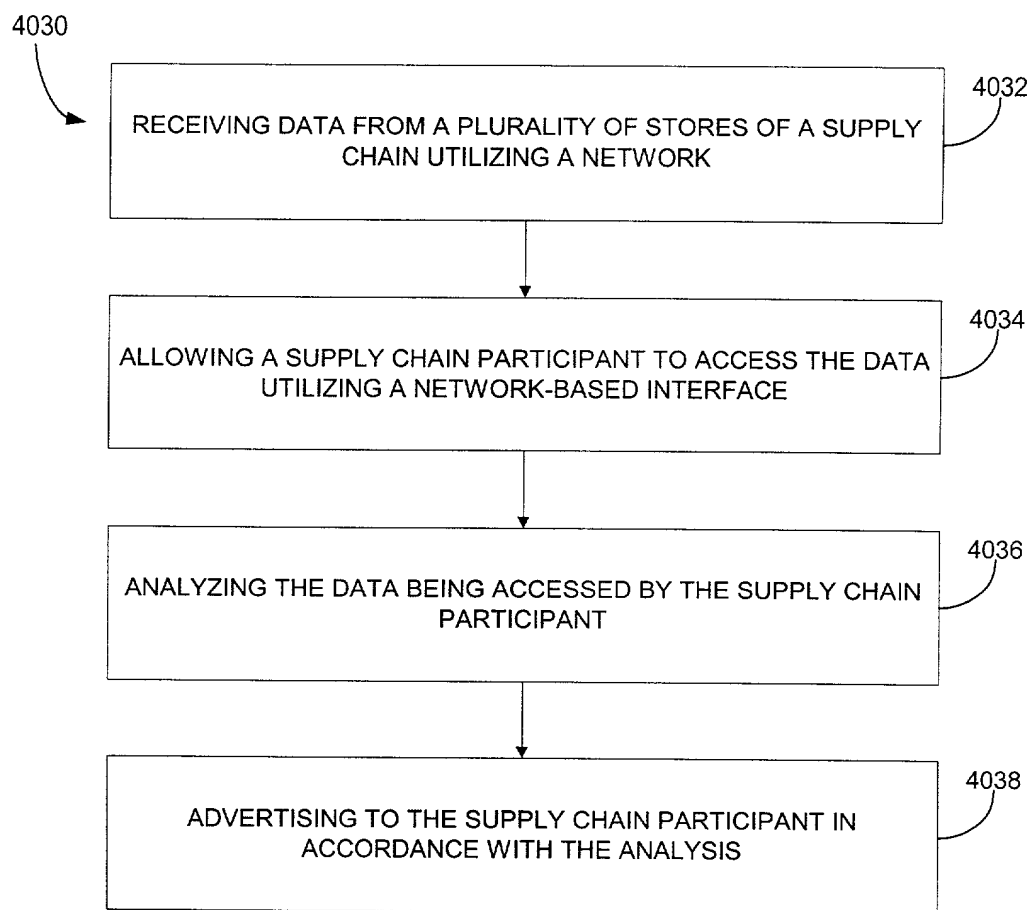 4030
4032
RECEIVING DATA FROM A PLURALITY OF STORES OF A SUPPLY
CHAIN UTILIZING A NETWORK
4034
ALLOWING A SUPPLY CHAIN PARTICIPANT TO ACCESS THE DATA
UTILIZING A NETWORK-BASED INTERFACE
4036
ANALYZING THE DATA BEING ACCESSED BY THE SUPPLY CHAIN
PARTICIPANT
4038
ADVERTISING TO THE SUPPLY CHAIN PARTICIPANT IN
ACCORDANCE WITH THE ANALYSIS